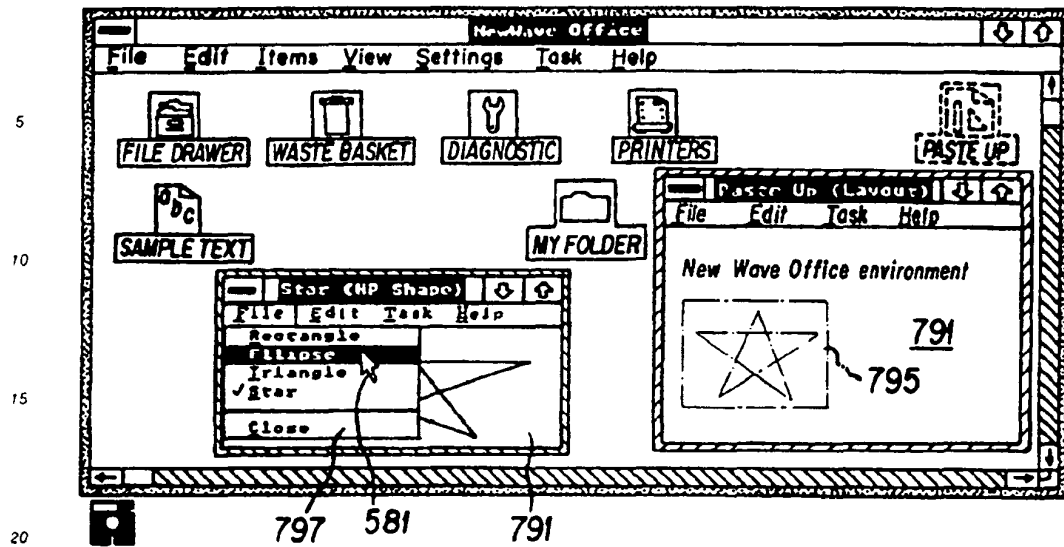 NewWave Office
File Edit Items View Settings Task Help
5
FILE DRAWER WASTE BASKET DIAGNOSTIC PRINTERS PASTE UP
Paste Up (Layout)
File Edit Task Help
abc
SAMPLE TEXT MY FOLDER
10
New Wave Office environment
Star (HP Shape)
File Edit Task Help
Rectangle
Ellipse
Triangle
✓ Star
Close
791
795
15
797 581 791
20